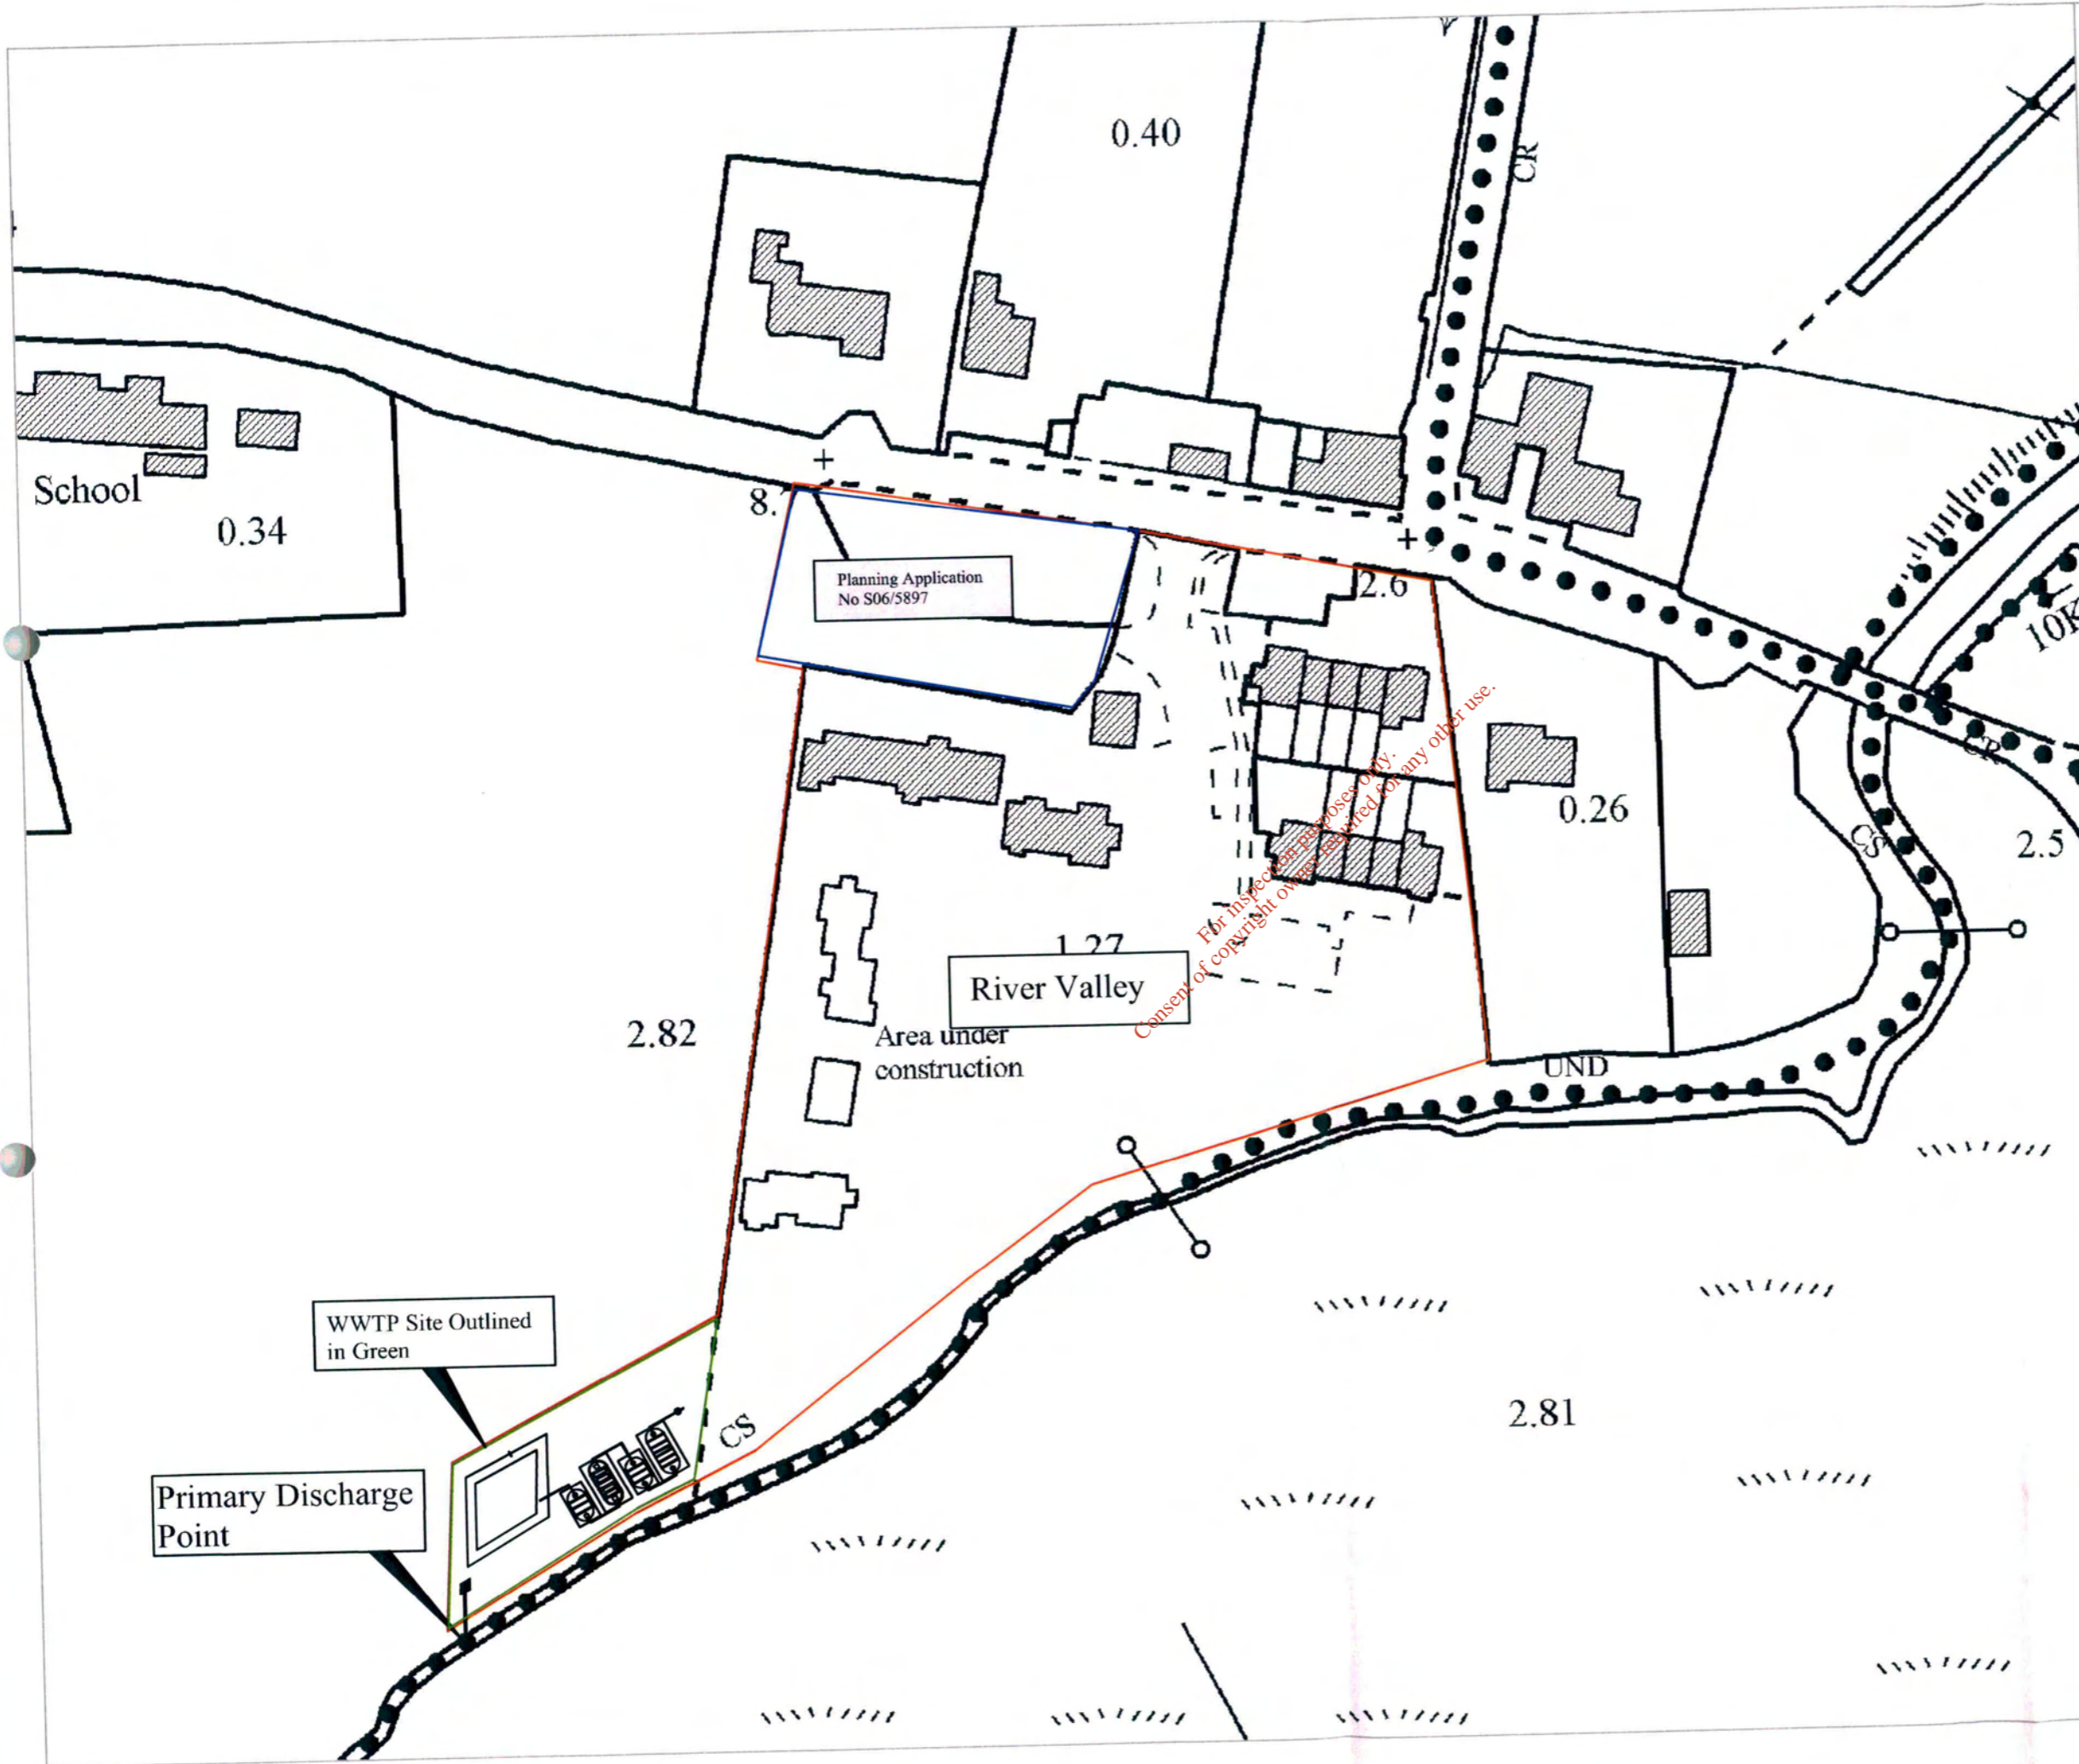 0.40
CR
School
0.34
8.
Planning Application
No S06/5897
2.6
10K
CR
0.26
CS
2.5
1.27
River Valley
For inspection purposes only.
Consent of copyright owner required for any other use.
2.82
Area under
construction
UND
WWTP Site Outlined
in Green
CS
2.81
Primary Discharge
Point